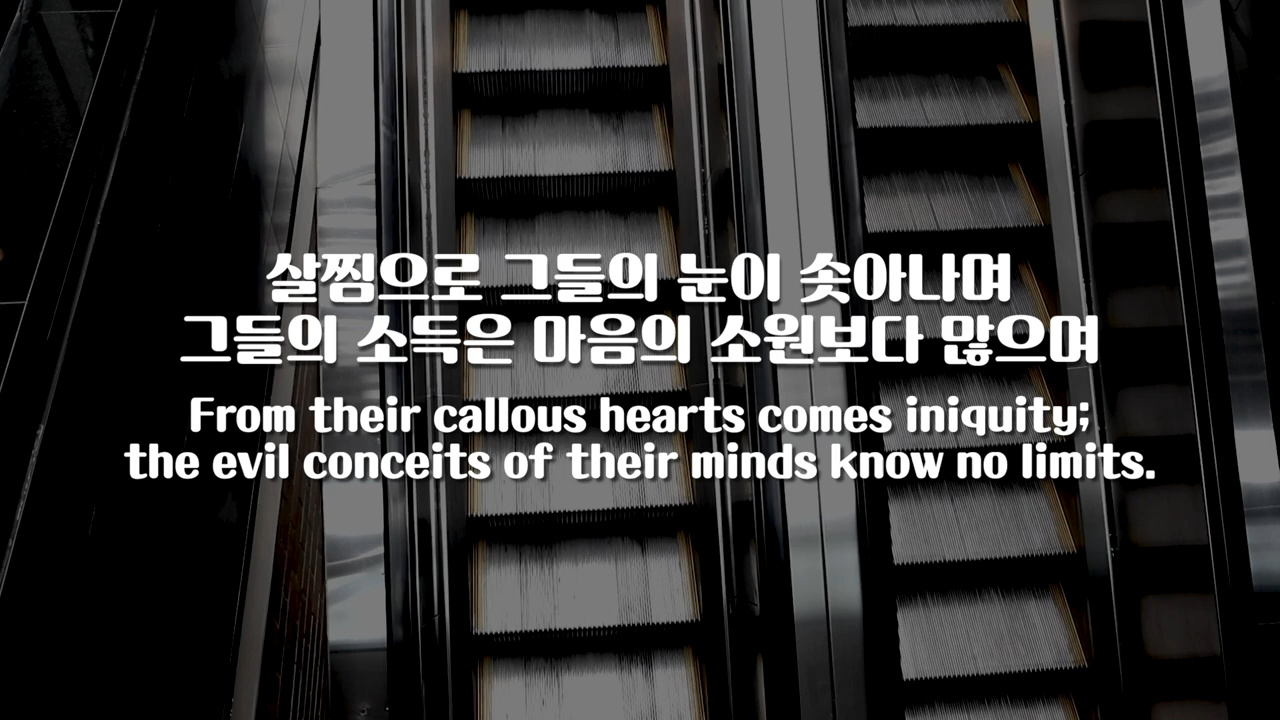 살찜으로 그들의 눈이 솟아나며
그들의 소득은 마음의 소원보다 많으며
From their callous hearts comes iniquity;
the evil conceits of their minds know no limits.